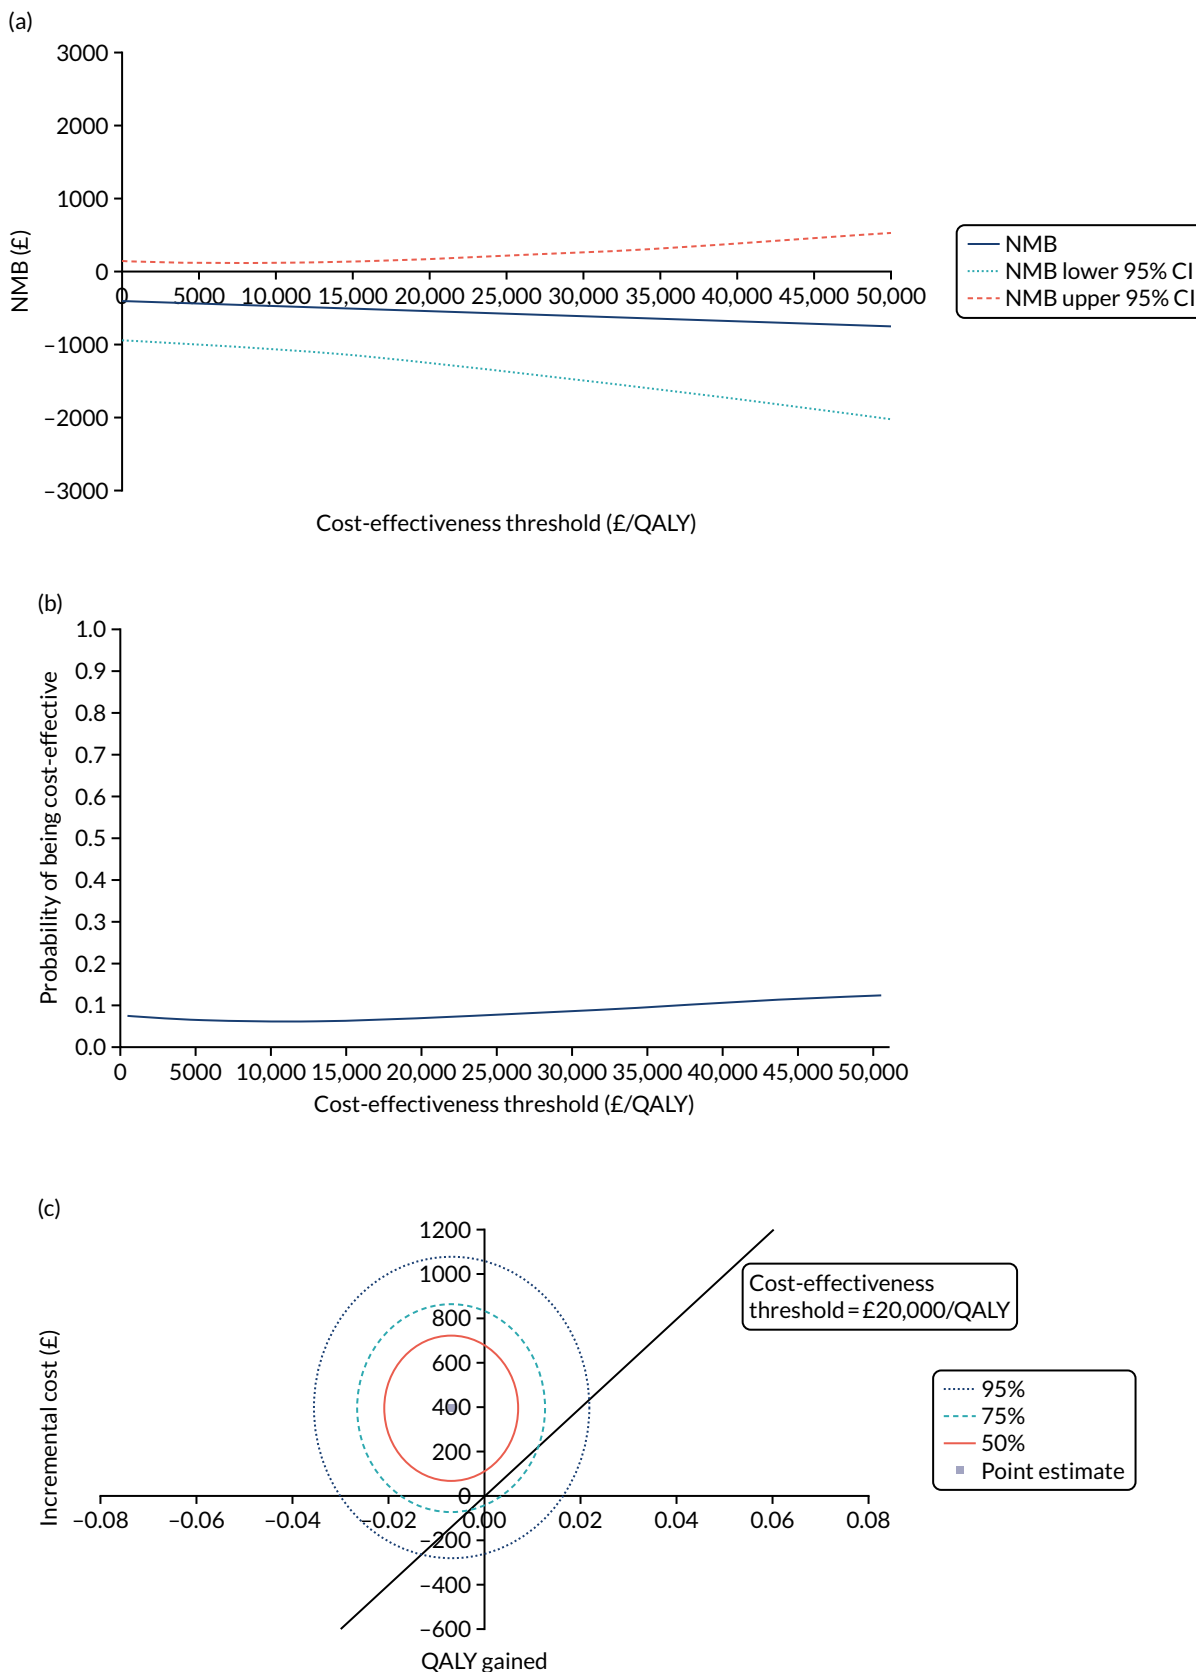 (a)
3000
2000
1000
0
−1000
−2000
−3000
NMB (£)
0 5000 10,000 15,000 20,000 25,000 30,000 35,000 40,000 45,000 50,000
Cost-effectiveness threshold (£/QALY)
NMB
NMB lower 95% CI
NMB upper 95% CI
(b)
1.0
0.9
0.8
0.7
0.6
0.5
0.4
0.3
0.2
0.1
0.0
Probability of being cost-effective
0 5000 10,000 15,000 20,000 25,000 30,000 35,000 40,000 45,000 50,000
Cost-effectiveness threshold (£/QALY)
(c)
1200
1000
800
600
400
200
0
−200
−400
−600
Incremental cost (£)
−0.08 −0.06 −0.04 −0.02 0.00 0.02 0.04 0.06 0.08
QALY gained
Cost-effectiveness
threshold = £20,000/QALY
95%
75%
50%
Point estimate